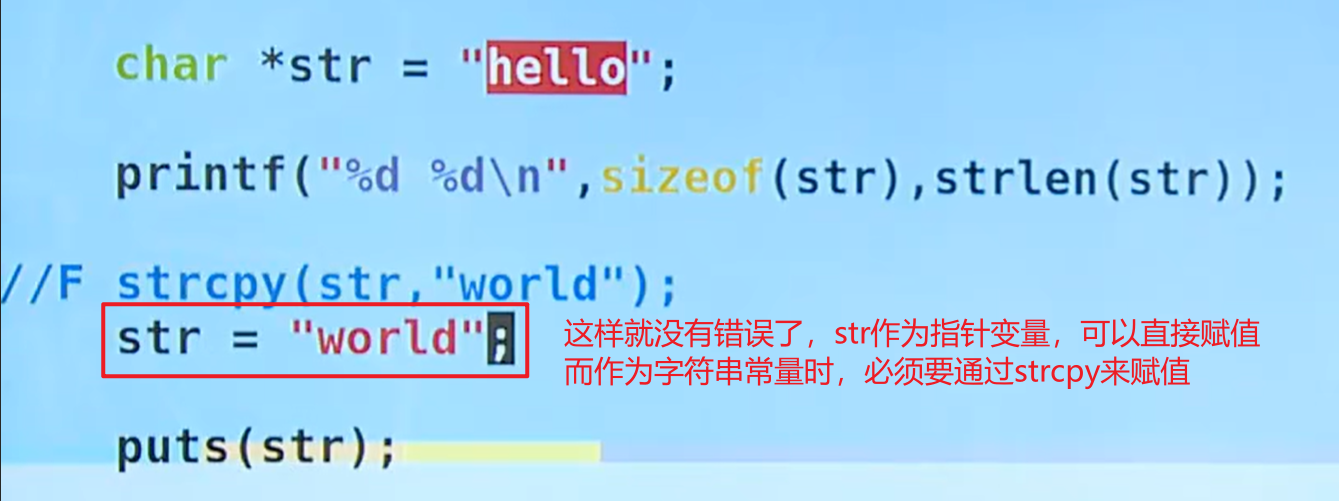 char *str = "hello";
printf("%d %d\n",sizeof(str),strlen(str));
//F strcpy(str,"world");
str = "world";
这样就没有错误了，str作为指针变量，可以直接赋值
而作为字符串常量时，必须要通过strcpy来赋值
puts(str);